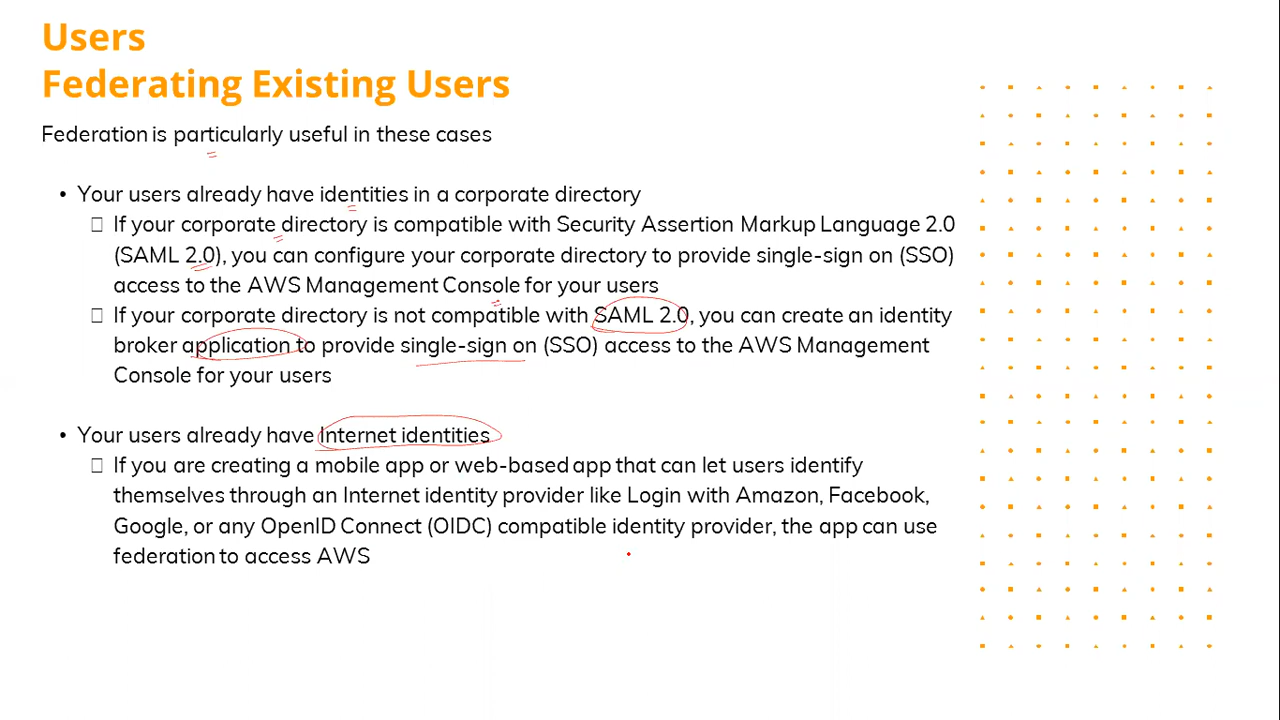 Users
Federating Existing Users
Federation is particularly useful in these cases
• Your users already have identities in a corporate directory
If your corporate directory is compatible with Security Assertion Markup Language 2.0
(SAML 2.0), you can configure your corporate directory to provide single-sign on (SSO)
access to the AWS Management Console for your users
If your corporate directory is not compatible with SAML 2.0, you can create an identity
broker application to provide single-sign on (SSO) access to the AWS Management
Console for your users
• Your users already have Internet identities
If you are creating a mobile app or web-based app that can let users identify
themselves through an Internet identity provider like Login with Amazon, Facebook,
Google, or any OpenID Connect (OIDC) compatible identity provider, the app can use
federation to access AWS